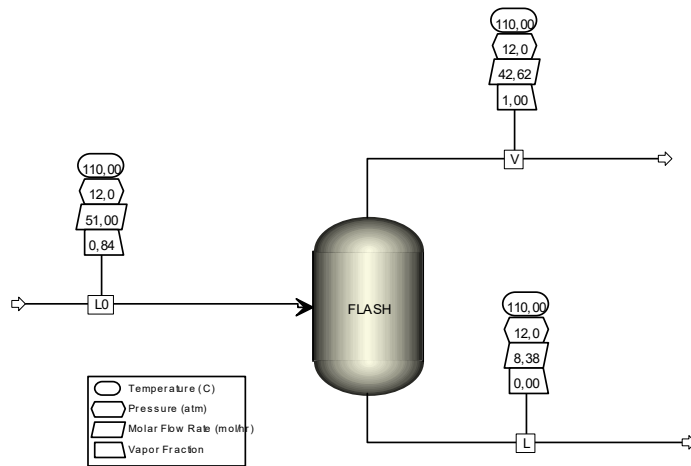 110,00
12,0
42,62
1,00
V
110,00
12,0
51,00
0,84
L0
FLASH
110,00
12,0
8,38
0,00
L
Temperature (C)
Pressure (atm)
Molar Flow Rate (mol/hr)
Vapor Fraction